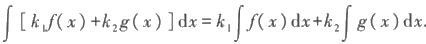 ∫ [ k₁f( x ) +k₂g( x ) ] dx = k₁∫ f( x ) dx+k₂∫ g( x ) dx.